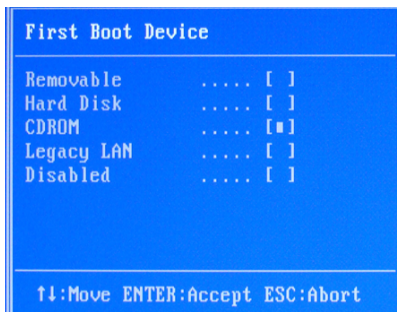 First Boot Device
Removable ..... [ ]
Hard Disk ..... [ ]
CDROM ..... [■]
Legacy LAN ..... [ ]
Disabled ..... [ ]
↑↓:Move ENTER:Accept ESC:Abort